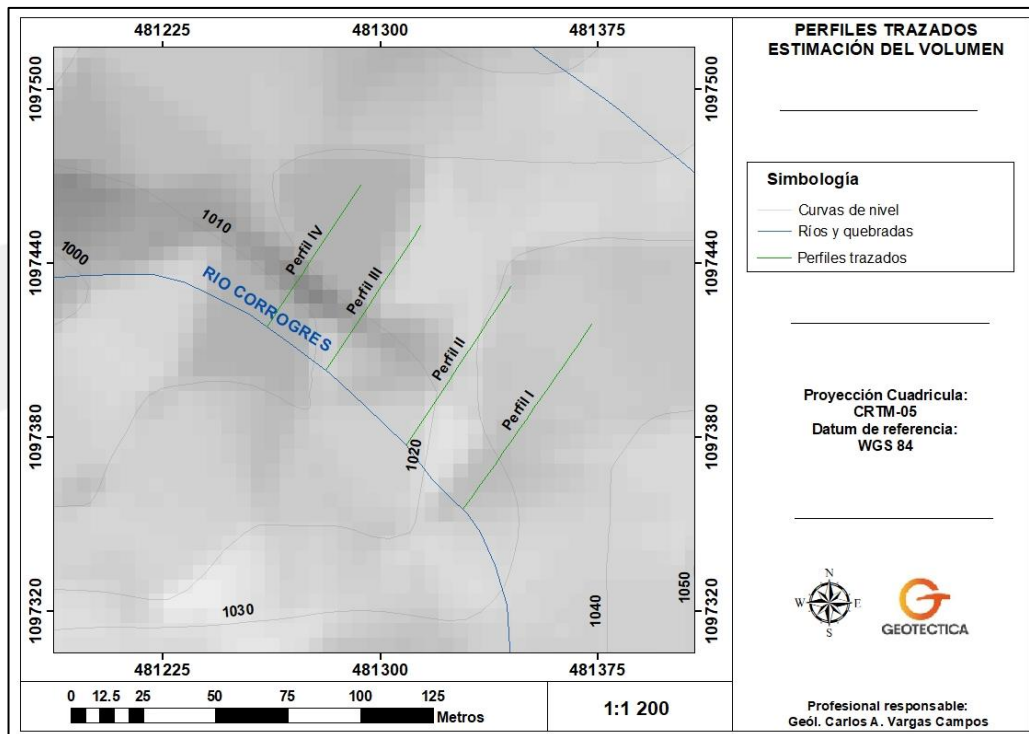 481225
481300
481375
1097500
1097440
1097380
1097320
1097500
1097440
1097380
1097320
1010
1000
RIO CORROGRES
Perfil IV
Perfil III
Perfil II
Perfil I
1020
1030
1040
1050
481225
481300
481375
0 12.5 25 50 75 100 125
Metros
1:1 200
PERFILES TRAZADOS
ESTIMACIÓN DEL VOLUMEN
Simbología
Curvas de nivel
Ríos y quebradas
Perfiles trazados
Proyección Cuadricula:
CRTM-05
Datum de referencia:
WGS 84
N
W E
S
GEOTECTICA
Profesional responsable:
Geól. Carlos A. Vargas Campos